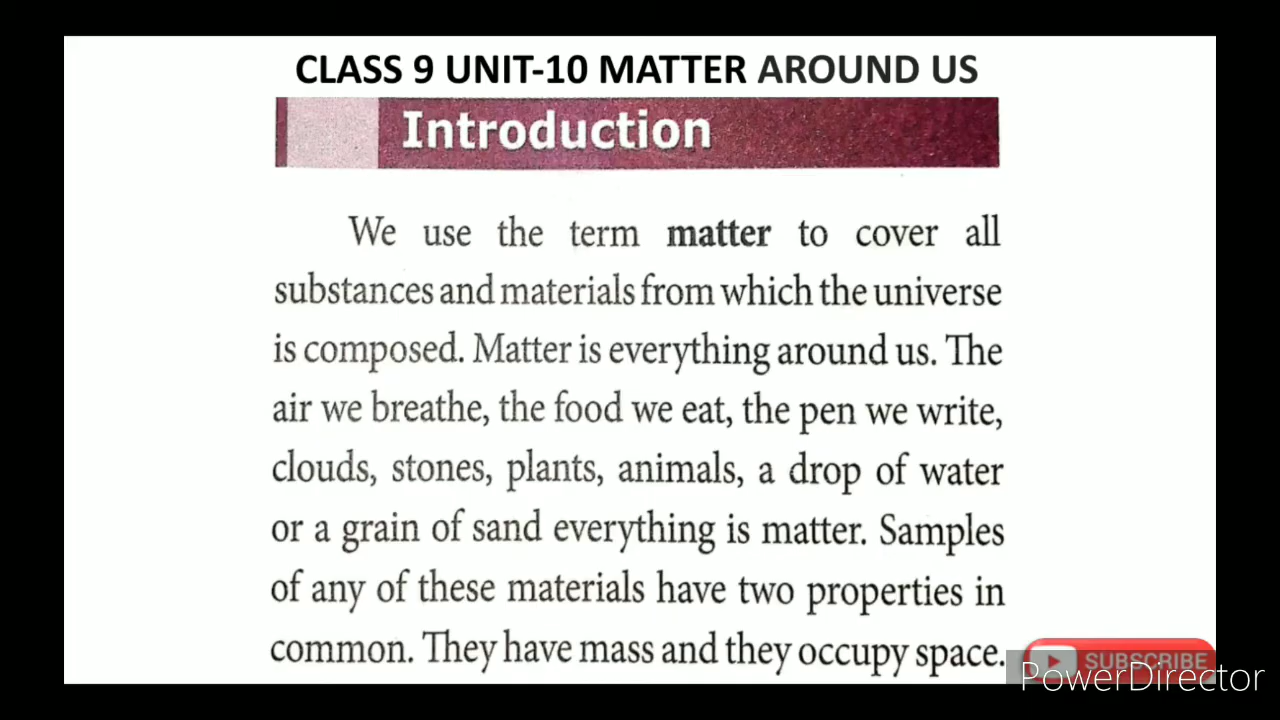 CLASS 9 UNIT-10 MATTER AROUND US
Introduction
We use the term matter to cover all
substances and materials from which the universe
is composed. Matter is everything around us. The
air we breathe, the food we eat, the pen we write,
clouds, stones, plants, animals, a drop of water
or a grain of sand everything is matter. Samples
of any of these materials have two properties in
common. They have mass and they occupy space.
SUBSCRIBE
PowerDirector